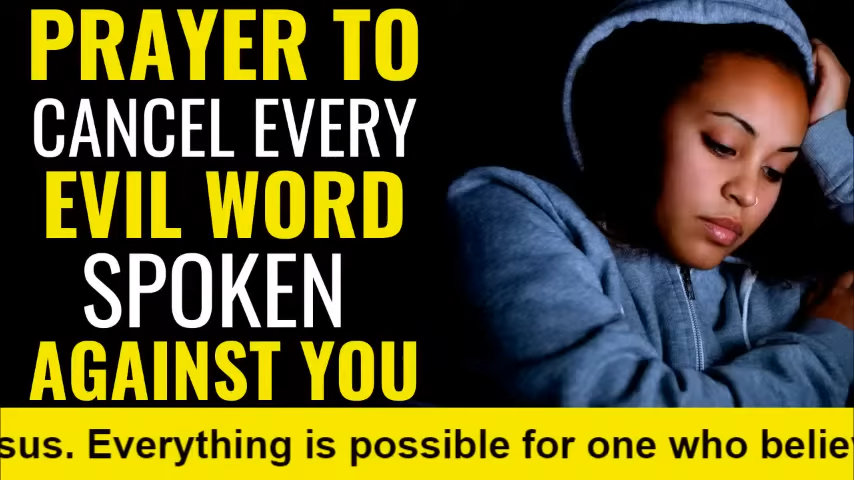 PRAYER TO
CANCEL EVERY
EVIL WORD
SPOKEN
AGAINST YOU
sus. Everything is possible for one who believ